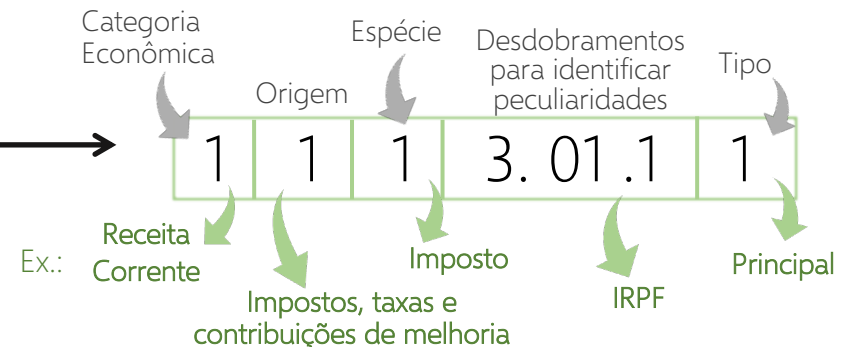 Categoria
Econômica
Origem
Espécie
Desdobramentos
para identificar
peculiaridades
Tipo
1 1 1 3. 01 .1 1
Ex.:
Receita
Corrente
Impostos, taxas e
contribuições de melhoria
Imposto
IRPF
Principal